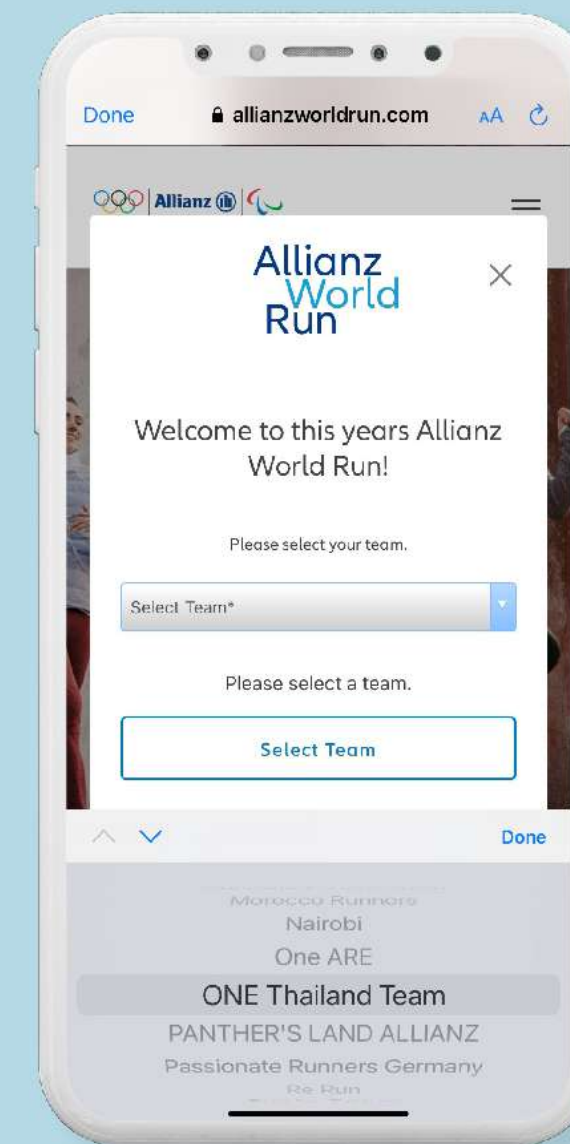 Done allianzworldrun.com AA
Allianz
Allianz
World
Run
Welcome to this years Allianz
World Run!
Please select your team.
Select Team*
Please select a team.
Select Team
Done
Morocco Runners
Nairobi
One ARE
ONE Thailand Team
PANTHER'S LAND ALLIANZ
Passionate Runners Germany
Re Run